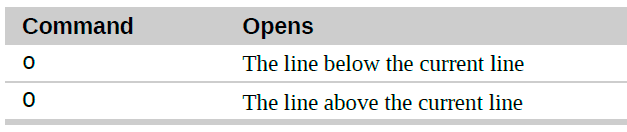 Command Opens
o The line below the current line
O The line above the current line